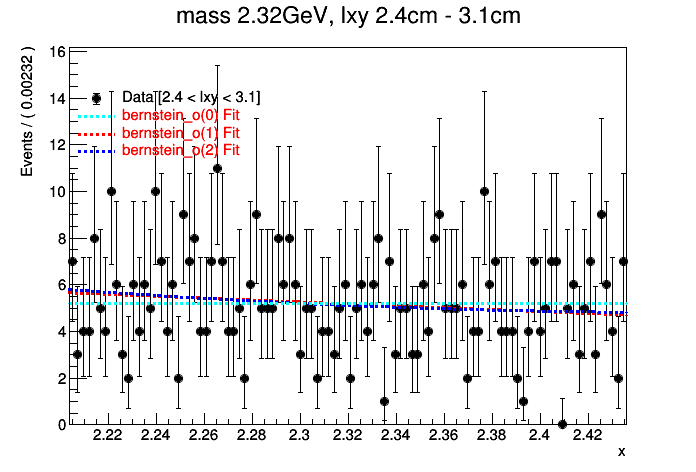 mass 2.32GeV, lxy 2.4cm - 3.1cm
Events / ( 0.00232 )
16
14
12
10
8
6
4
2
0
Data [2.4 < lxy < 3.1]
bernstein_o(0) Fit
bernstein_o(1) Fit
bernstein_o(2) Fit
2.22 2.24 2.26 2.28 2.3 2.32 2.34 2.36 2.38 2.4 2.42
x